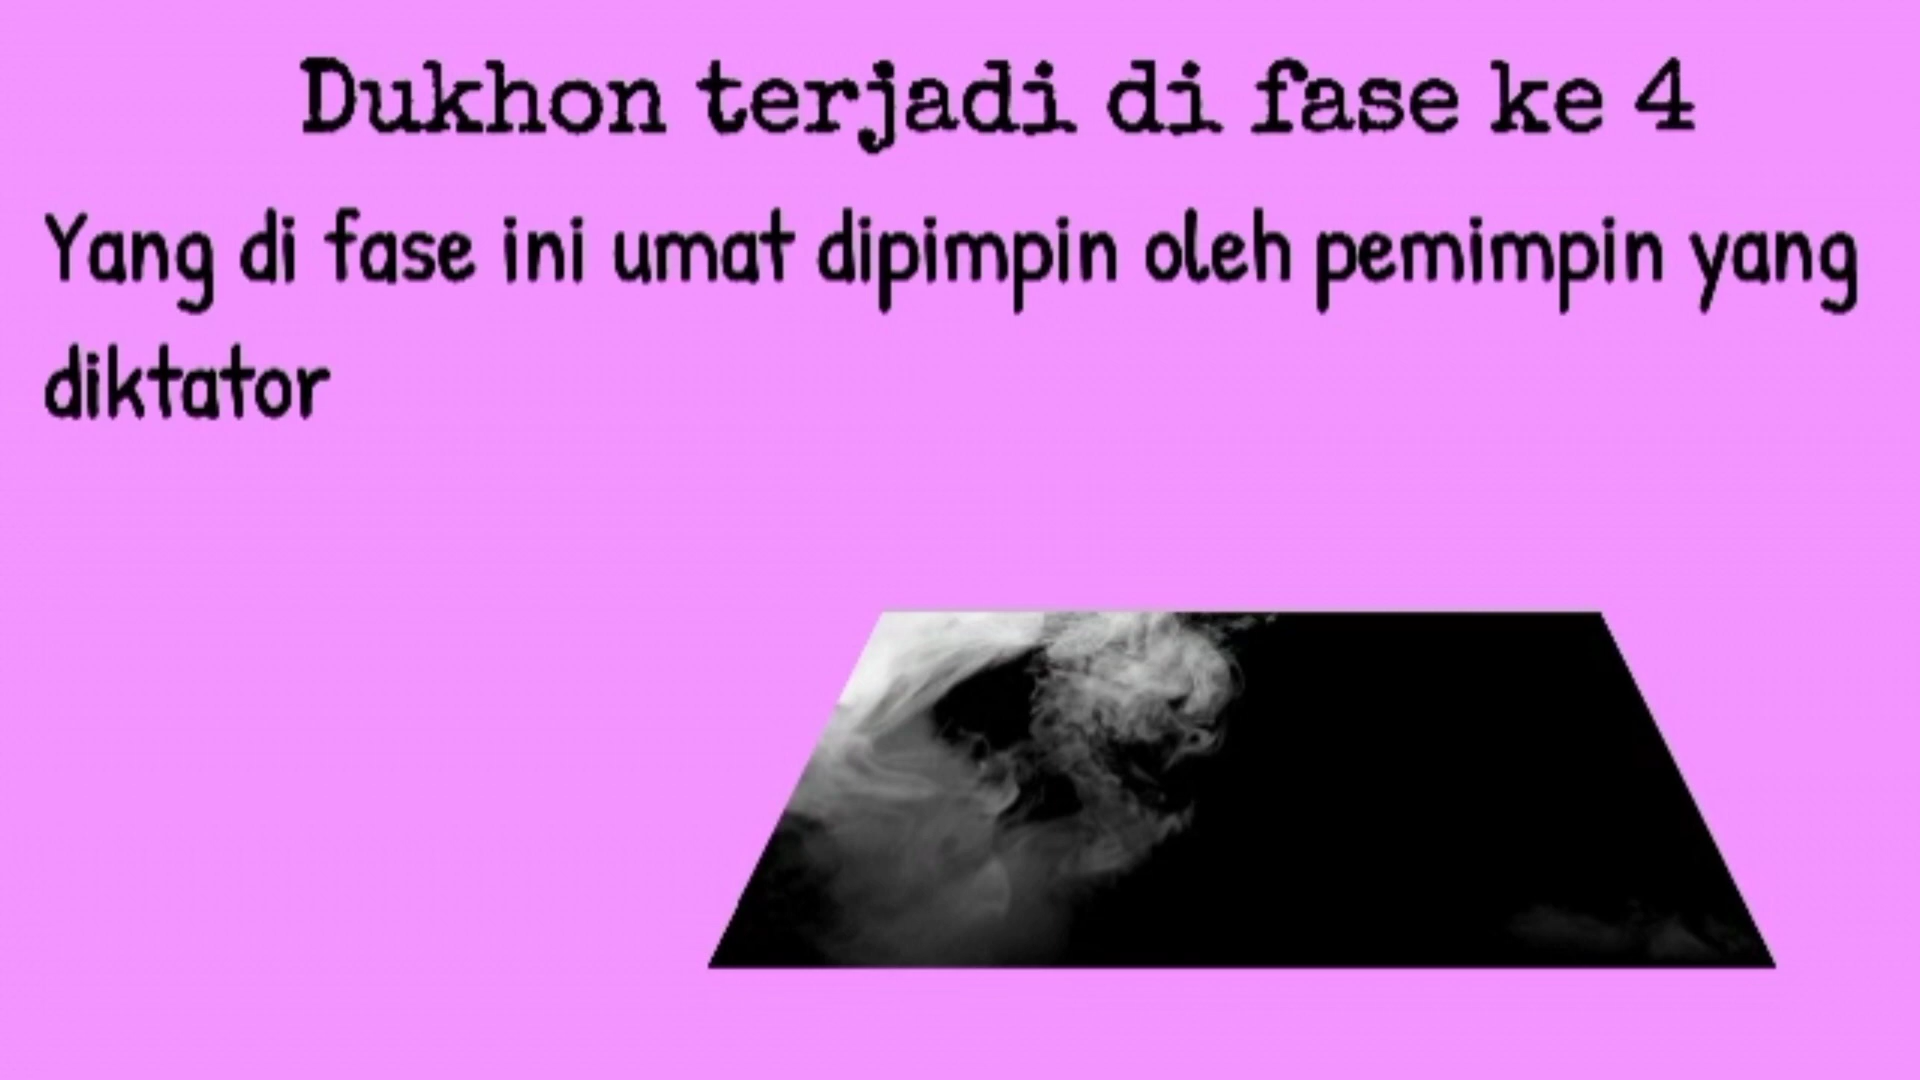 Dukhon terjadi di fase ke 4
Yang di fase ini umat dipimpin oleh pemimpin yang
diktator